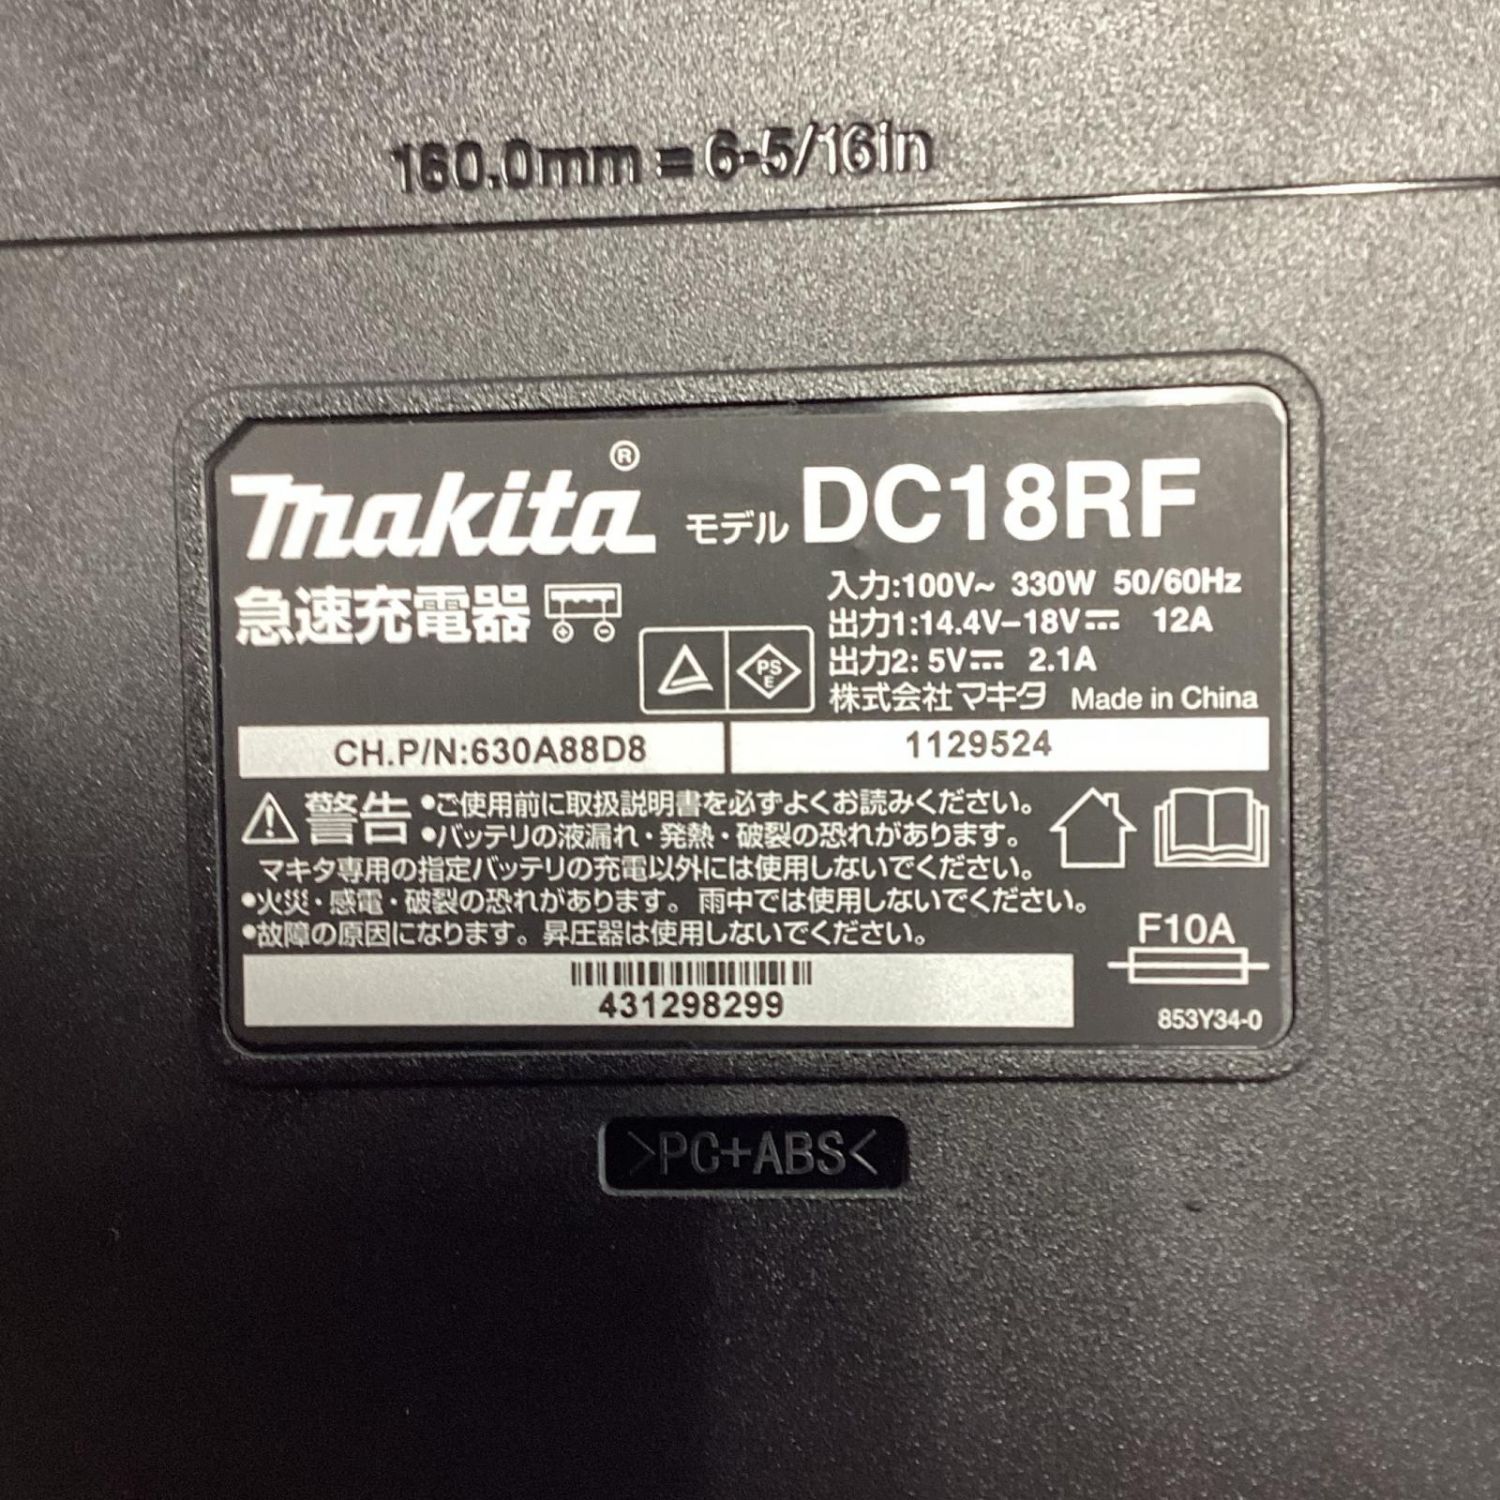 160.0mm = 6-5/16in
makita® モデル DC18RF
急速充電器
入力:100V~ 330W 50/60Hz
出力1:14.4V–18V⎓ 12A
出力2: 5V⎓ 2.1A
PS
E
株式会社マキタ Made in China
CH.P/N:630A88D8 1129524
警告 •ご使用前に取扱説明書を必ずよくお読みください。
•バッテリの液漏れ・発熱・破裂の恐れがあります。
マキタ専用の指定バッテリの充電以外には使用しないでください。
•火災・感電・破裂の恐れがあります。雨中では使用しないでください。
•故障の原因になります。昇圧器は使用しないでください。
F10A
431298299
853Y34-0
>PC+ABS<